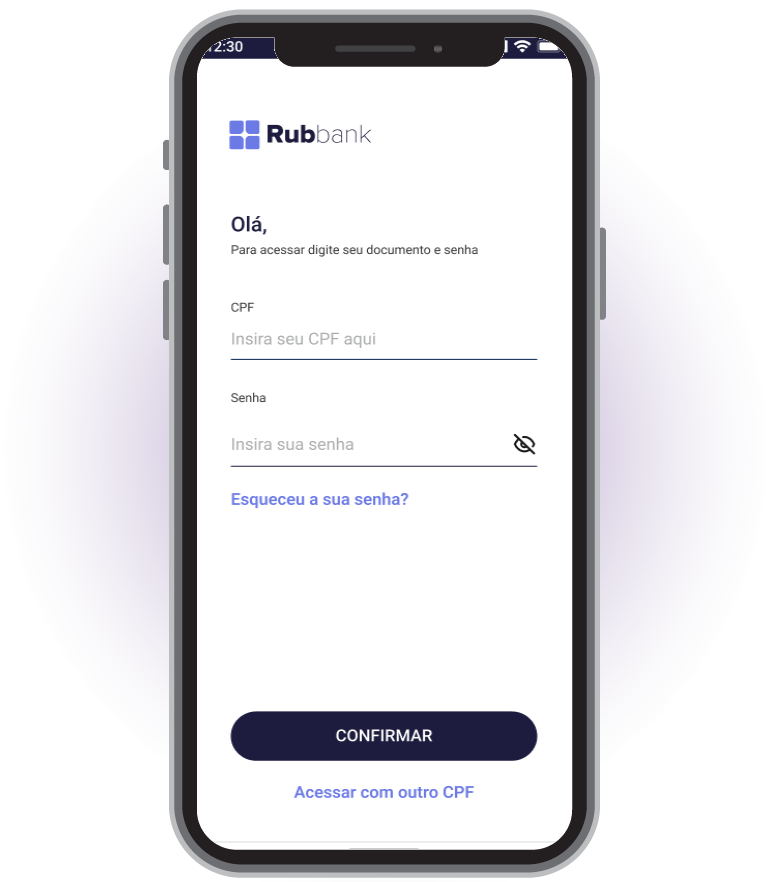 12:30
Rubbank
Olá,
Para acessar digite seu documento e senha
CPF
Insira seu CPF aqui
Senha
Insira sua senha
Esqueceu a sua senha?
CONFIRMAR
Acessar com outro CPF